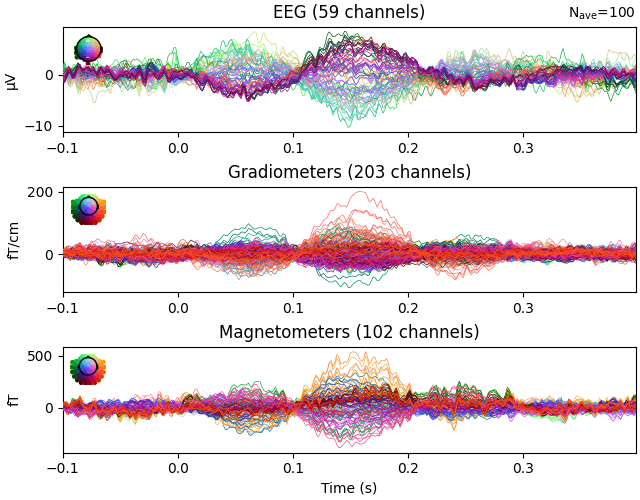 EEG (59 channels)
Nave=100
μV
0
−10
−0.1 0.0 0.1 0.2 0.3
Gradiometers (203 channels)
fT/cm
200
0
−0.1 0.0 0.1 0.2 0.3
Magnetometers (102 channels)
fT
500
0
−0.1 0.0 0.1 0.2 0.3
Time (s)